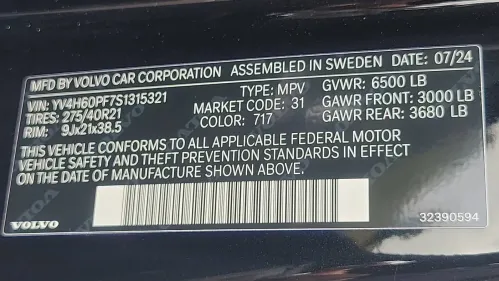 MFD BY VOLVO CAR CORPORATION ASSEMBLED IN SWEDEN DATE: 07/24
VIN: YV4H60PF7S1315321 TYPE: MPV GVWR: 6500 LB
TIRES: 275/40R21 MARKET CODE: 31 GAWR FRONT: 3000 LB
RIM: 9Jx21x38.5 COLOR: 717 GAWR REAR: 3680 LB
THIS VEHICLE CONFORMS TO ALL APPLICABLE FEDERAL MOTOR
VEHICLE SAFETY AND THEFT PREVENTION STANDARDS IN EFFECT
ON THE DATE OF MANUFACTURE SHOWN ABOVE.
VOLVO 32390594